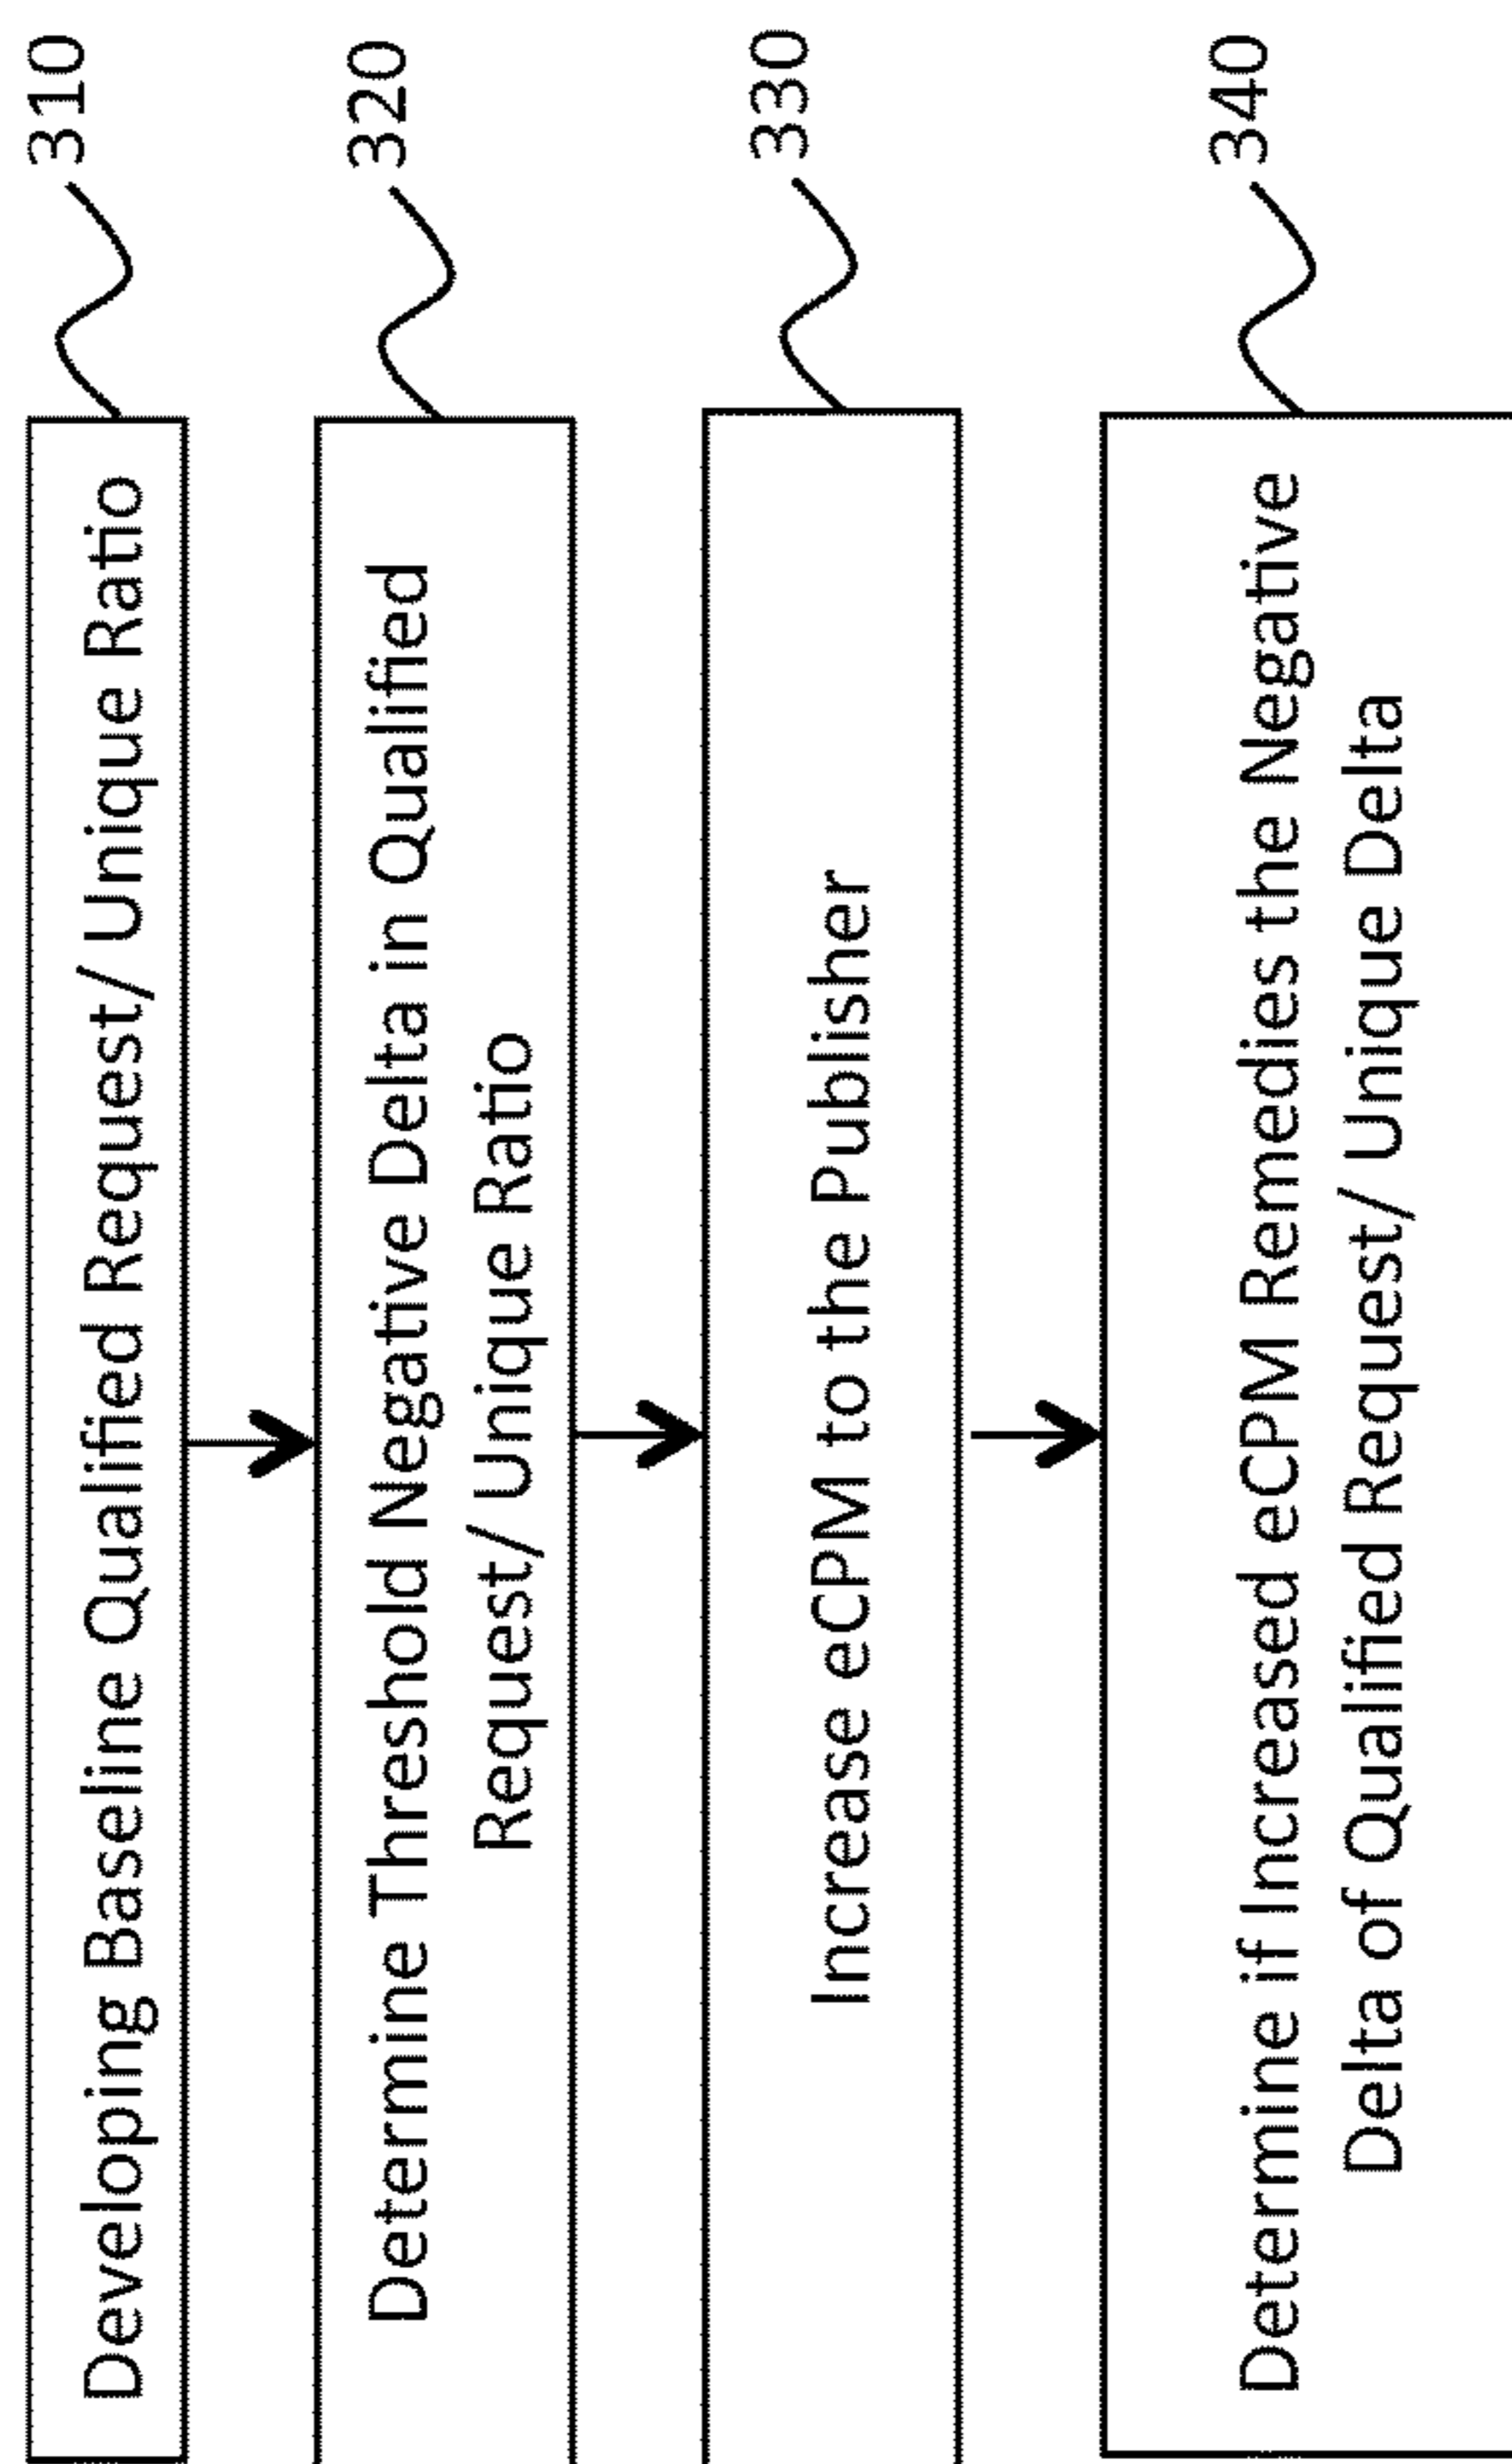 Developing Baseline Qualified Request/ Unique Ratio
310
Determine Threshold Negative Delta in Qualified
Request/ Unique Ratio
320
Increase eCPM to the Publisher
330
Determine if Increased eCPM Remedies the Negative
Delta of Qualified Request/ Unique Delta
340